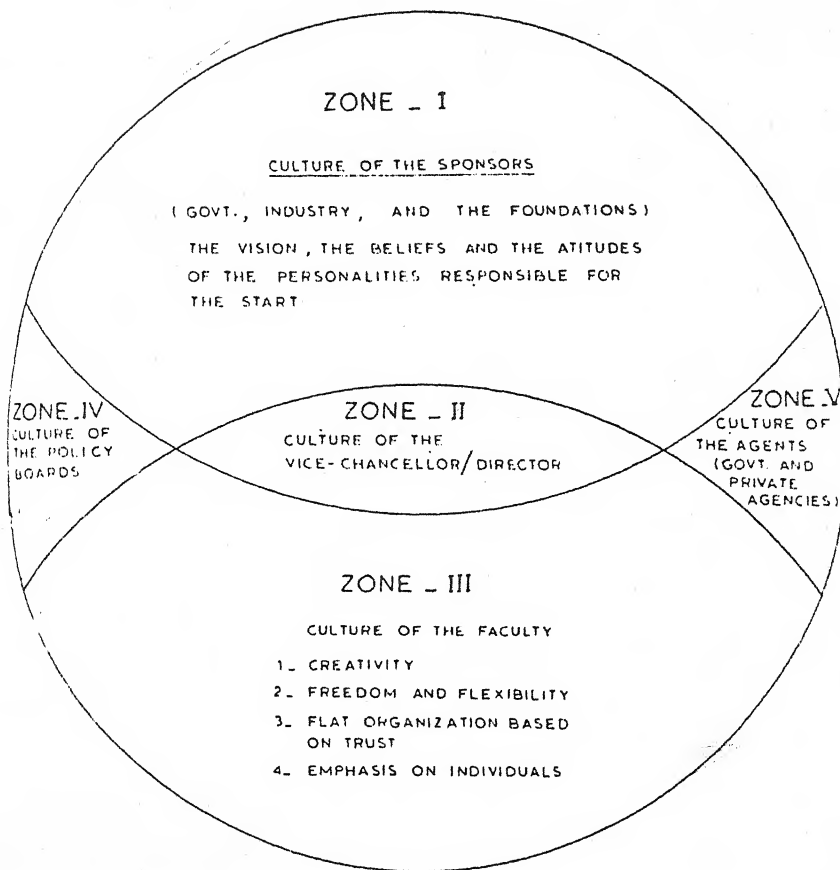 ZONE _ I
CULTURE OF THE SPONSORS
(GOVT., INDUSTRY, AND THE FOUNDATIONS)
THE VISION, THE BELIEFS AND THE ATITUDES
OF THE PERSONALITIES RESPONSIBLE FOR
THE START
ZONE_IV
CULTURE OF
THE POLICY
BOARDS
ZONE _ II
CULTURE OF THE
VICE-CHANCELLOR/DIRECTOR
ZONE_V
CULTURE OF
THE AGENTS
(GOVT. AND
PRIVATE
AGENCIES)
ZONE _ III
CULTURE OF THE FACULTY
1_ CREATIVITY
2_ FREEDOM AND FLEXIBILITY
3_ FLAT ORGANIZATION BASED
ON TRUST
4_ EMPHASIS ON INDIVIDUALS